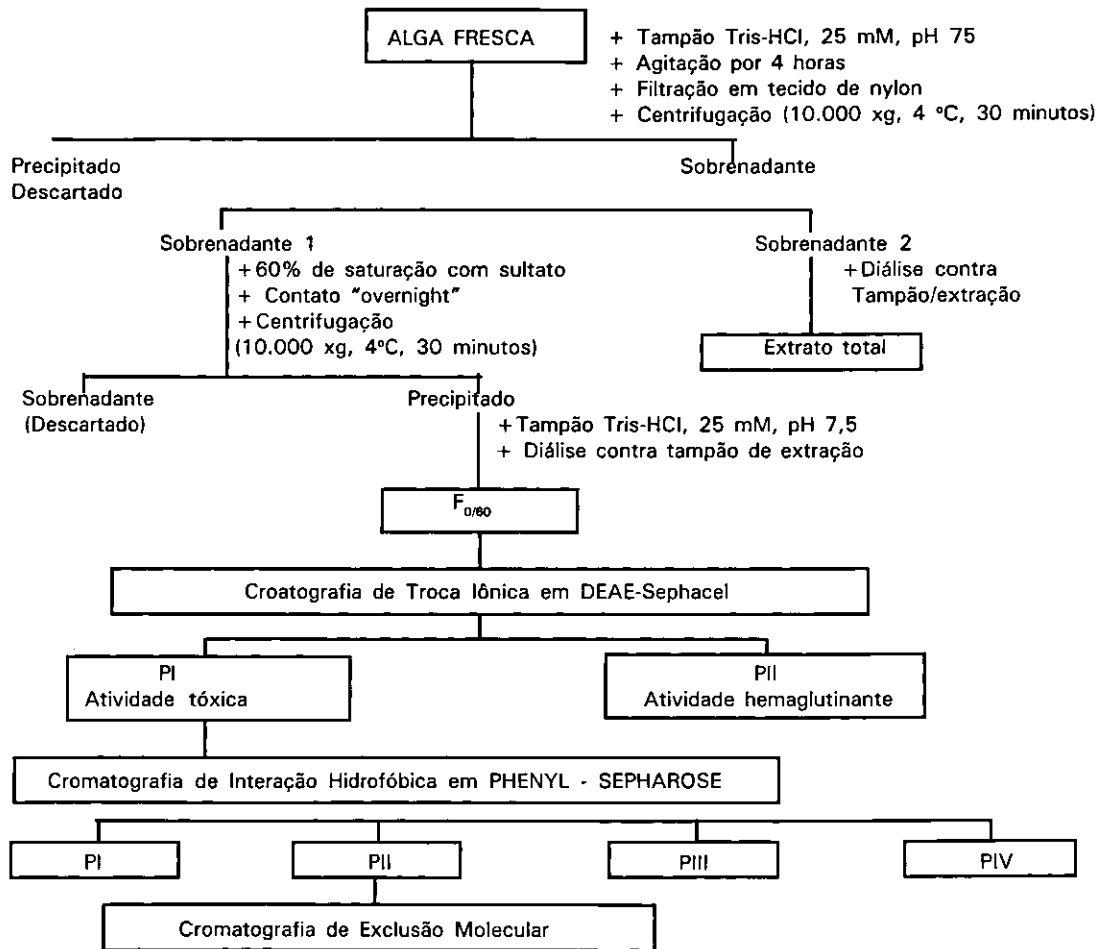 ALGA FRESCA
+ Tampão Tris-HCl, 25 mM, pH 75
+ Agitação por 4 horas
+ Filtração em tecido de nylon
+ Centrifugação (10.000 xg, 4 ºC, 30 minutos)
Precipitado
Descartado
Sobrenadante
Sobrenadante 1
+60% de saturação com sultato
+ Contato "overnight"
+Centrifugação
(10.000 xg, 4ºC, 30 minutos)
Sobrenadante 2
+Diálise contra
Tampão/extração
Extrato total
Sobrenadante
(Descartado)
Precipitado
+Tampão Tris-HCl, 25 mM, pH 7,5
+ Diálise contra tampão de extração
F0/60
Croatografia de Troca Iônica em DEAE-Sephacel
PI
Atividade tóxica
PII
Atividade hemaglutinante
Cromatografia de Interação Hidrofóbica em PHENYL - SEPHAROSE
PI
PII
PIII
PIV
Cromatografia de Exclusão Molecular